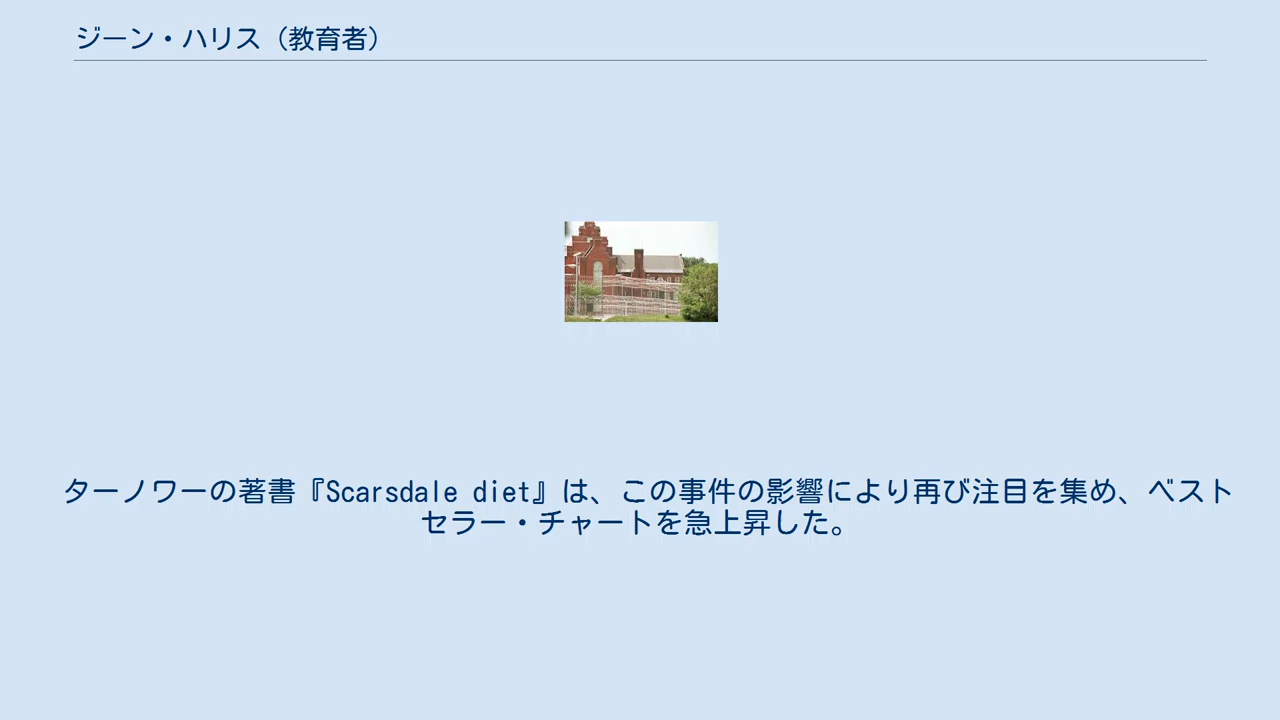 ジーン・ハリス（教育者）
ターノワーの著書『Scarsdale diet』は、この事件の影響により再び注目を集め、ベスト
セラー・チャートを急上昇した。